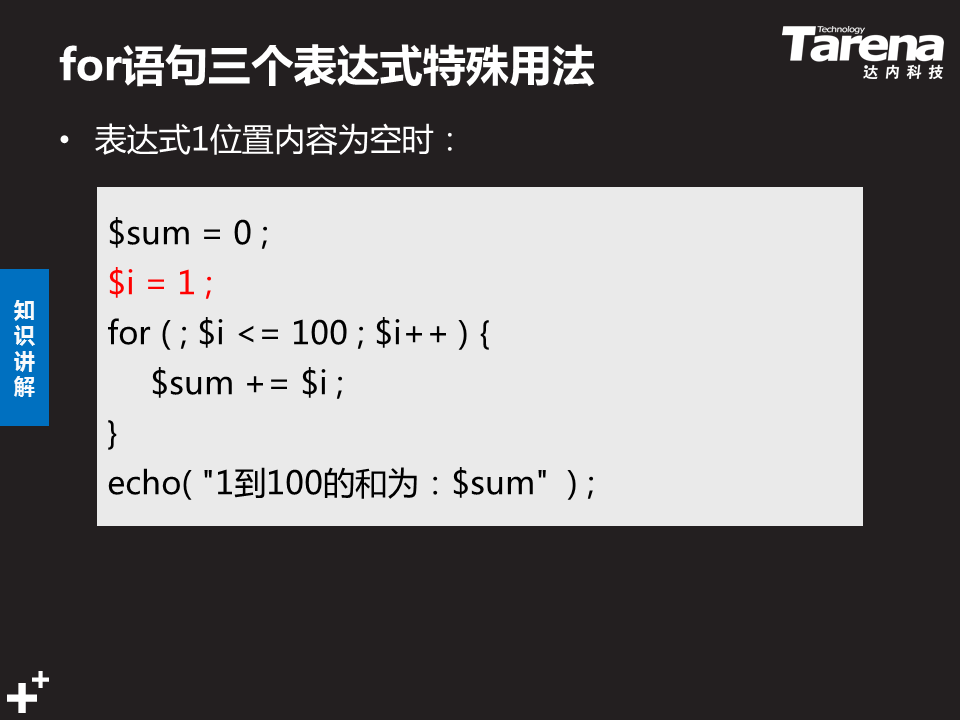 for语句三个表达式特殊用法
Technology
Tarena
达内科技
• 表达式1位置内容为空时：
$sum = 0 ;
$i = 1 ;
for ( ; $i <= 100 ; $i++ ) {
$sum += $i ;
}
echo( "1到100的和为：$sum" ) ;
知
识
讲
解